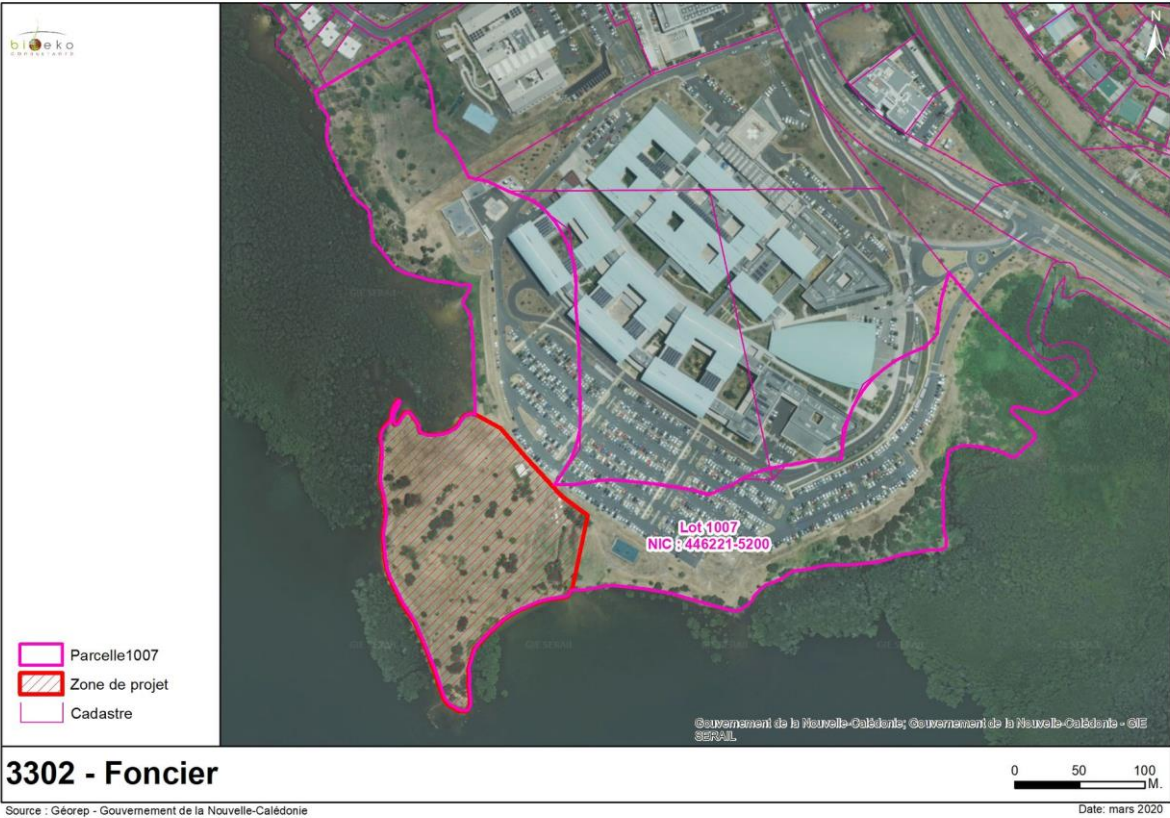 bioeko
CONSULTANTS
N
Lot 1007
NIC : 446221-5200
Parcelle1007
Zone de projet
Cadastre
Gouvernement de la Nouvelle-Calédonie; Gouvernement de la Nouvelle-Calédonie - GIE
SERAIL
3302 - Foncier
0 50 100
M.
Source : Géorep - Gouvernement de la Nouvelle-Calédonie
Date: mars 2020